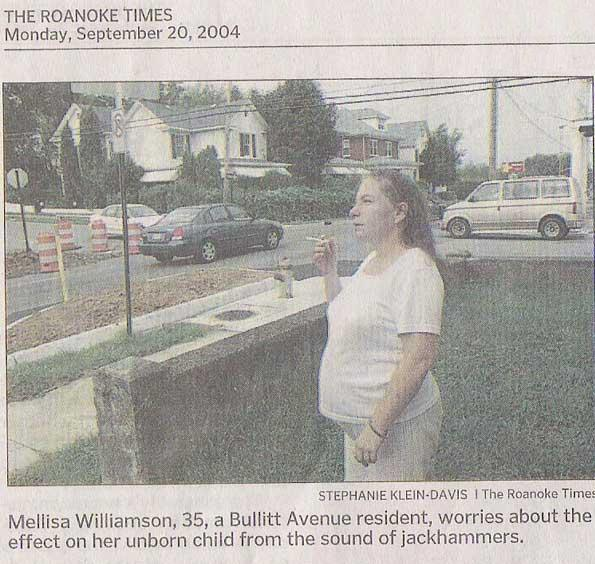 THE ROANOKE TIMES
Monday, September 20, 2004
STEPHANIE KLEIN-DAVIS I The Roanoke Times
Mellisa Williamson, 35, a Bullitt Avenue resident, worries about the
effect on her unborn child from the sound of jackhammers.